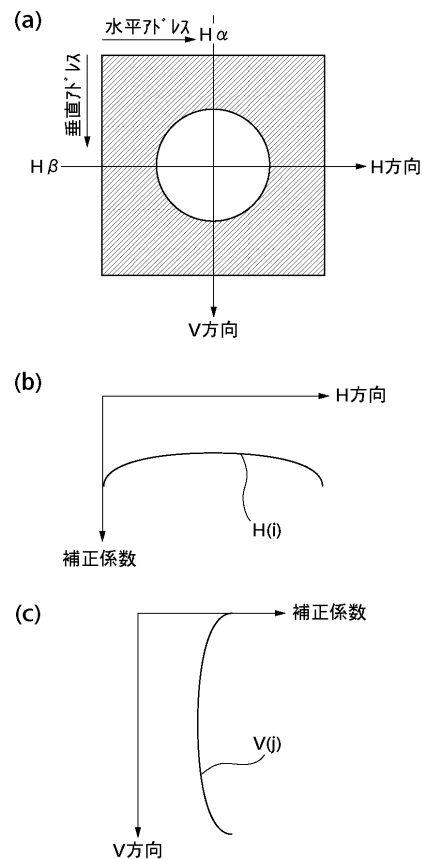 (a)
水平アドレス
Hα
垂直アドレス
Hβ
H方向
V方向
(b)
H方向
H(i)
補正係数
(c)
補正係数
V(j)
V方向